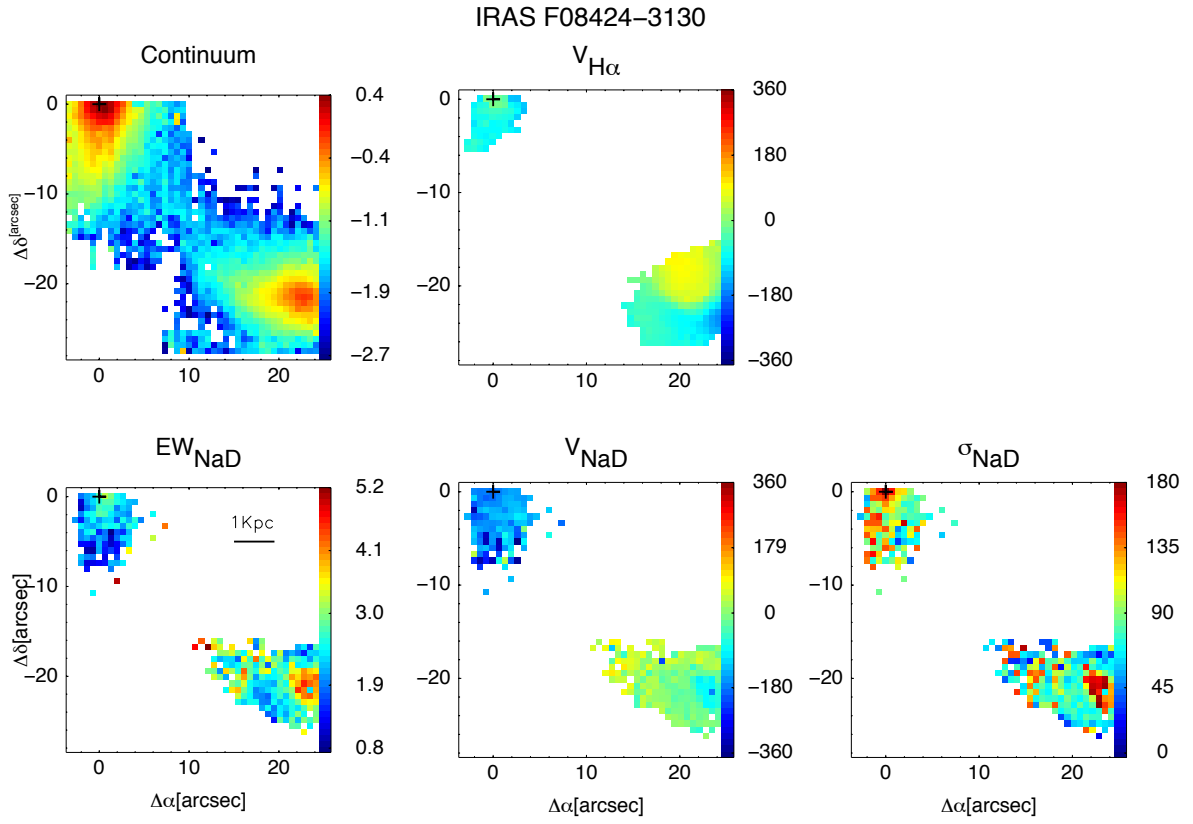 IRAS F08424−3130
Continuum
V Hα
0.4
−0.4
−1.1
−1.9
−2.7
360
180
0
−180
−360
0
−10
−20
0
−10
−20
Δδ[arcsec]
0 10 20
0 10 20
EW NaD
V NaD
σ NaD
1Kpc
5.2
4.1
3.0
1.9
0.8
360
179
0
−180
−360
180
135
90
45
0
0
−10
−20
0
−10
−20
0
−10
−20
Δδ[arcsec]
0 10 20
0 10 20
0 10 20
Δα[arcsec]
Δα[arcsec]
Δα[arcsec]